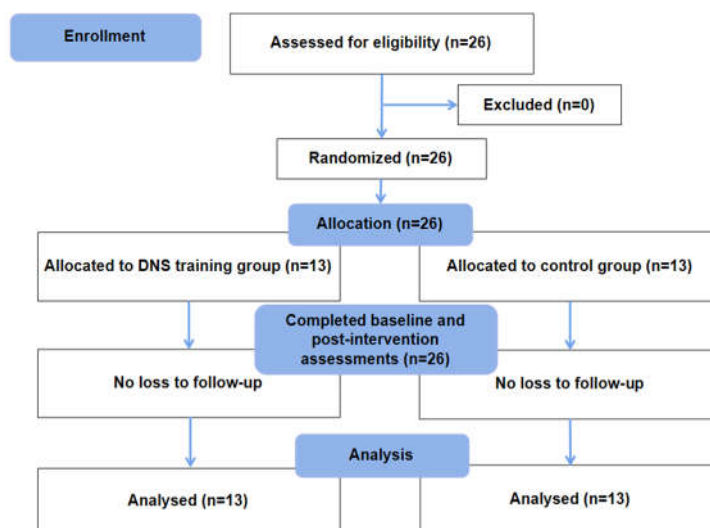 Enrollment
Assessed for eligibility (n=26)
Excluded (n=0)
Randomized (n=26)
Allocation (n=26)
Allocated to DNS training group (n=13)
Allocated to control group (n=13)
Completed baseline and
post-intervention
assessments (n=26)
No loss to follow-up
No loss to follow-up
Analysis
Analysed (n=13)
Analysed (n=13)